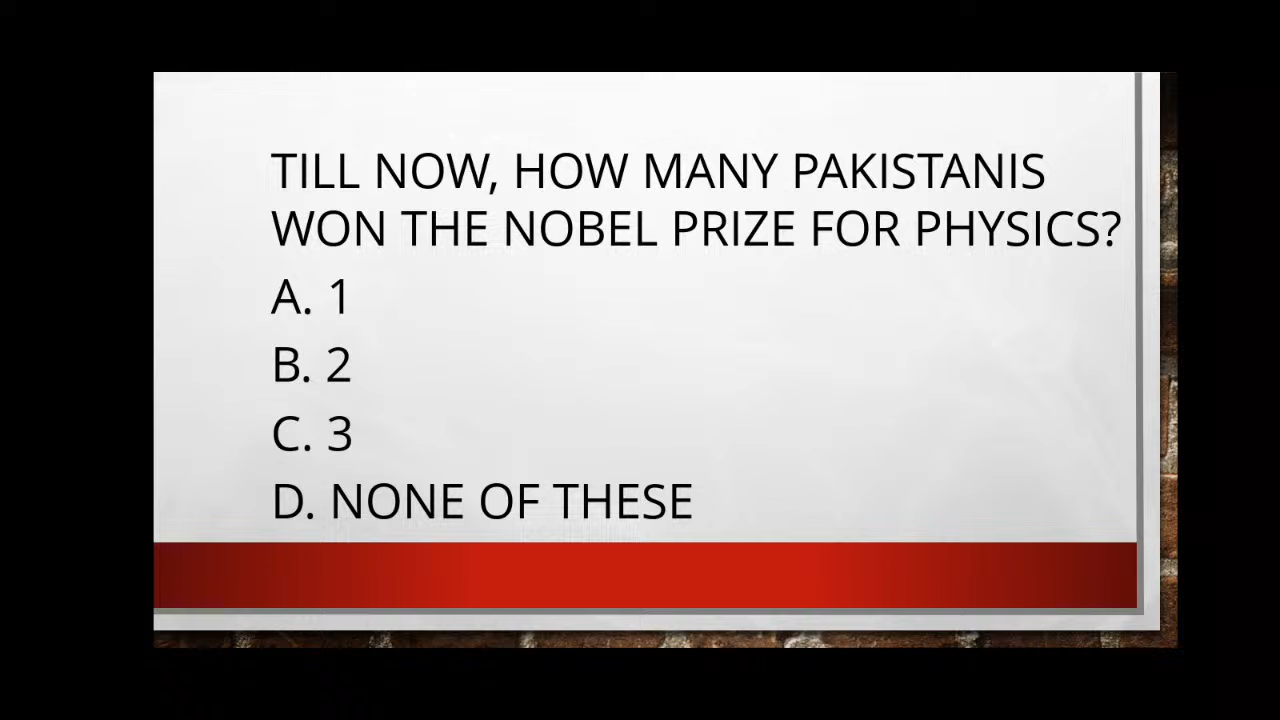 TILL NOW, HOW MANY PAKISTANIS
WON THE NOBEL PRIZE FOR PHYSICS?
A. 1
B. 2
C. 3
D. NONE OF THESE